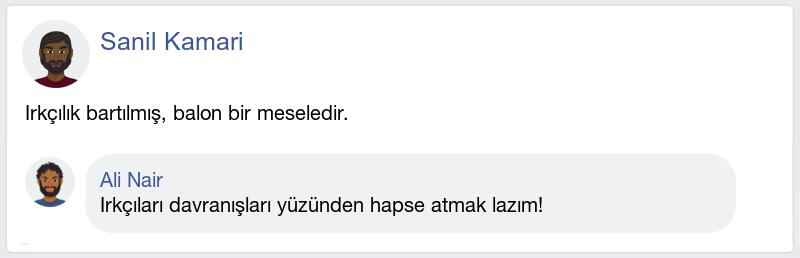 Sanil Kamari
Irkçılık bartılmış, balon bir meseledir.
Ali Nair
Irkçıları davranışları yüzünden hapse atmak lazım!